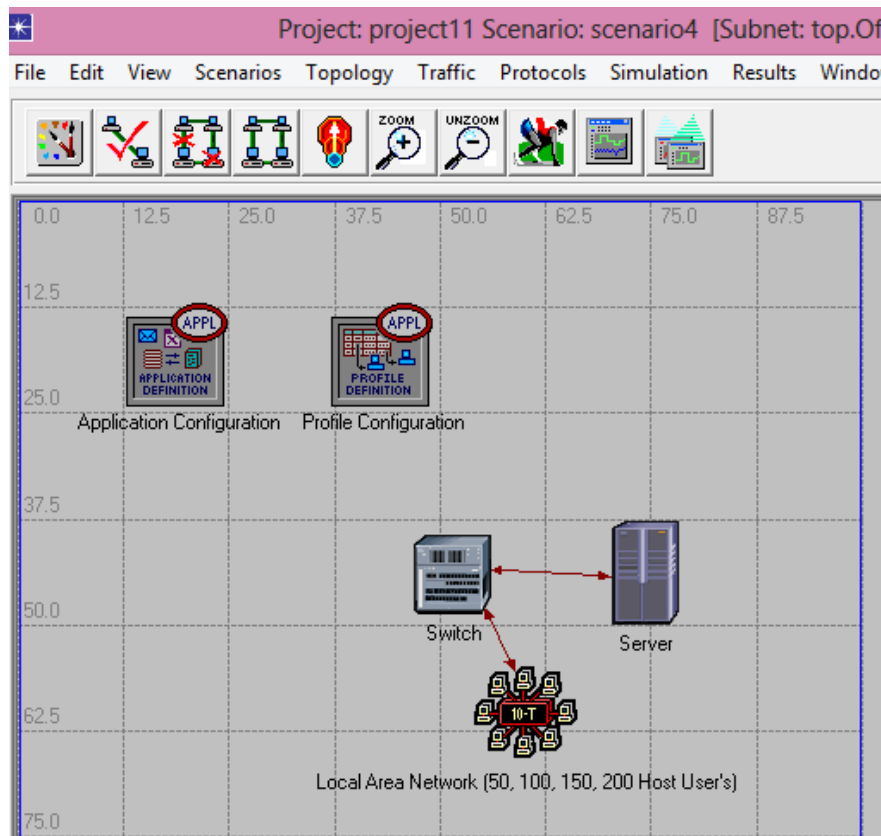 Project: project11 Scenario: scenario4 [Subnet: top.Of
File Edit View Scenarios Topology Traffic Protocols Simulation Results Windo
ZOOM UNZOOM
0.0 12.5 25.0 37.5 50.0 62.5 75.0 87.5
12.5
APPL APPL
APPLICATION DEFINITION
PROFILE DEFINITION
25.0
Application Configuration Profile Configuration
37.5
50.0
Switch
Server
10-T
62.5
Local Area Network (50, 100, 150, 200 Host User's)
75.0